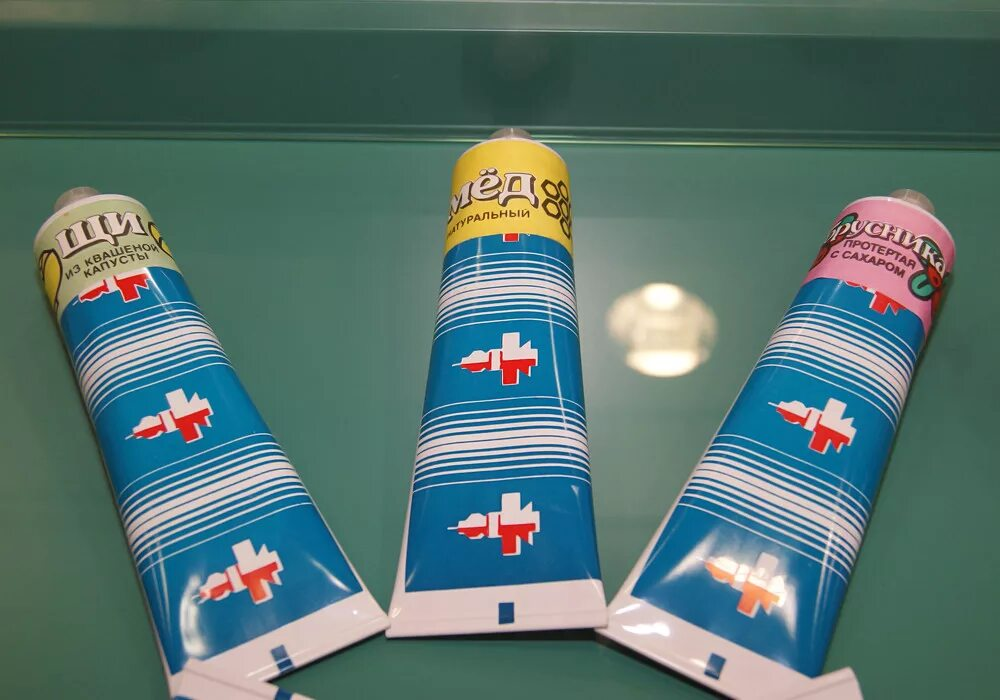 ЩИ
ИЗ КВАШЕНОЙ
КАПУСТЫ
МЁД
НАТУРАЛЬНЫЙ
БРУСНИКА
ПРОТЕРТАЯ
С САХАРОМ